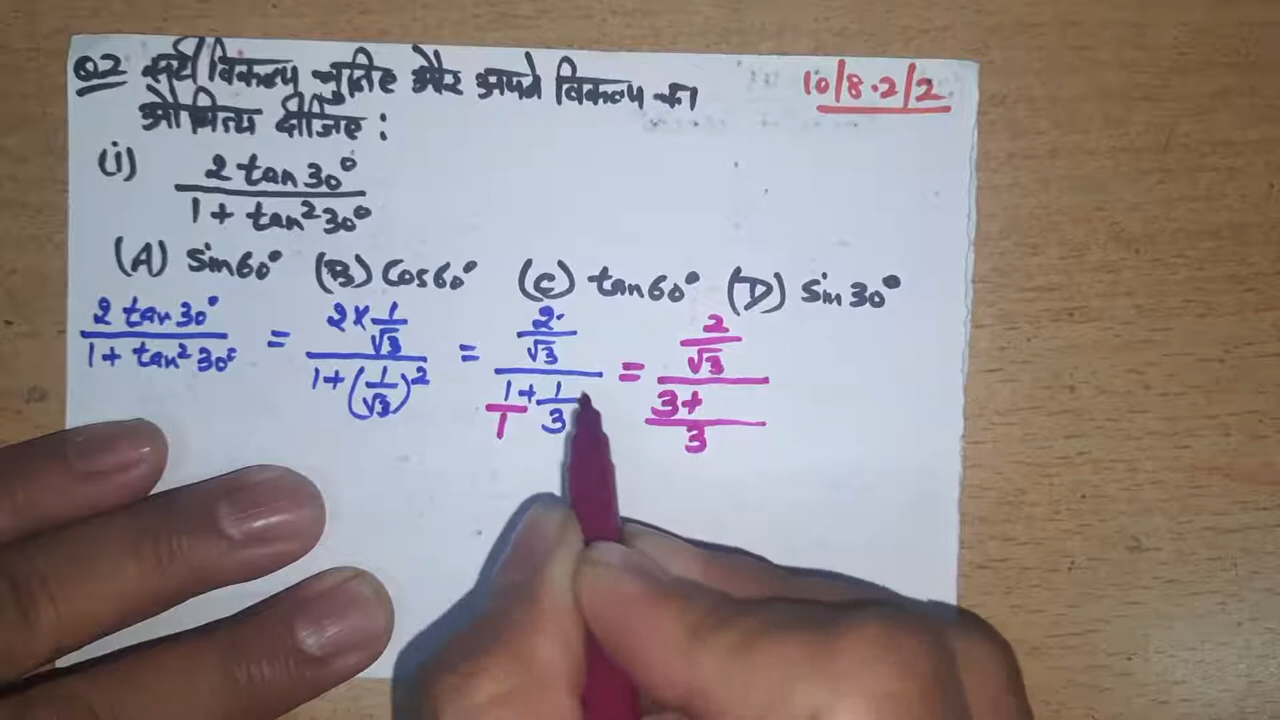 Q2 सही विकल्प चुनिए और अपने विकल्प का
औचित्य दीजिए :
10/8.2/2
(i) 2 tan 30° / 1 + tan² 30°
(A) sin 60° (B) Cos 60° (C) tan 60° (D) sin 30°
2 tan 30° / 1 + tan² 30° = 2 × 1/√3 / 1 + (1/√3)² = 2/√3 / 1/1 + 1/3 = 2/√3 / 3+ / 3